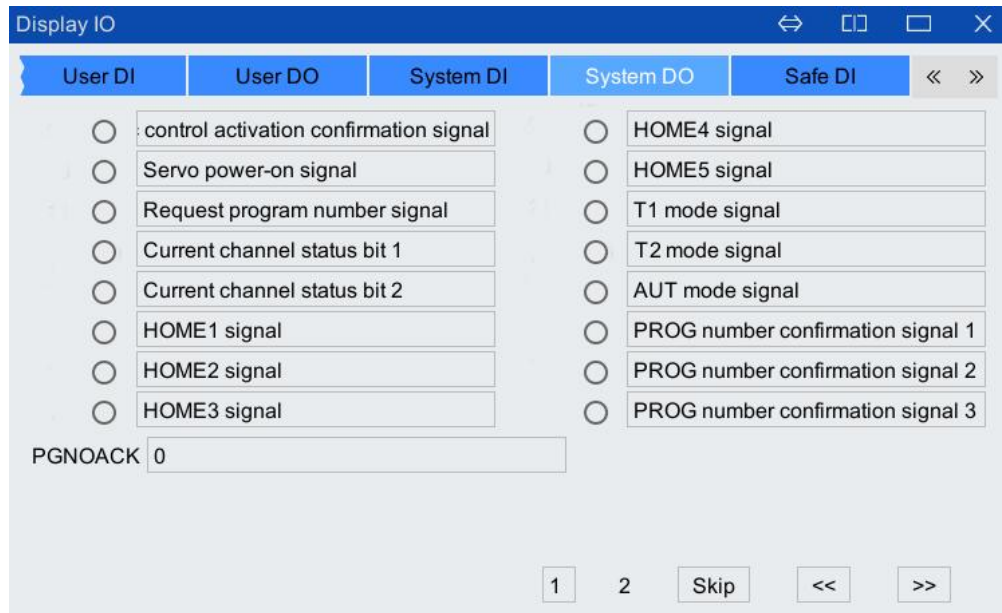 Display IO
User DI
User DO
System DI
System DO
Safe DI
« »
control activation confirmation signal
Servo power-on signal
Request program number signal
Current channel status bit 1
Current channel status bit 2
HOME1 signal
HOME2 signal
HOME3 signal
HOME4 signal
HOME5 signal
T1 mode signal
T2 mode signal
AUT mode signal
PROG number confirmation signal 1
PROG number confirmation signal 2
PROG number confirmation signal 3
PGNOACK 0
1 2 Skip << >>